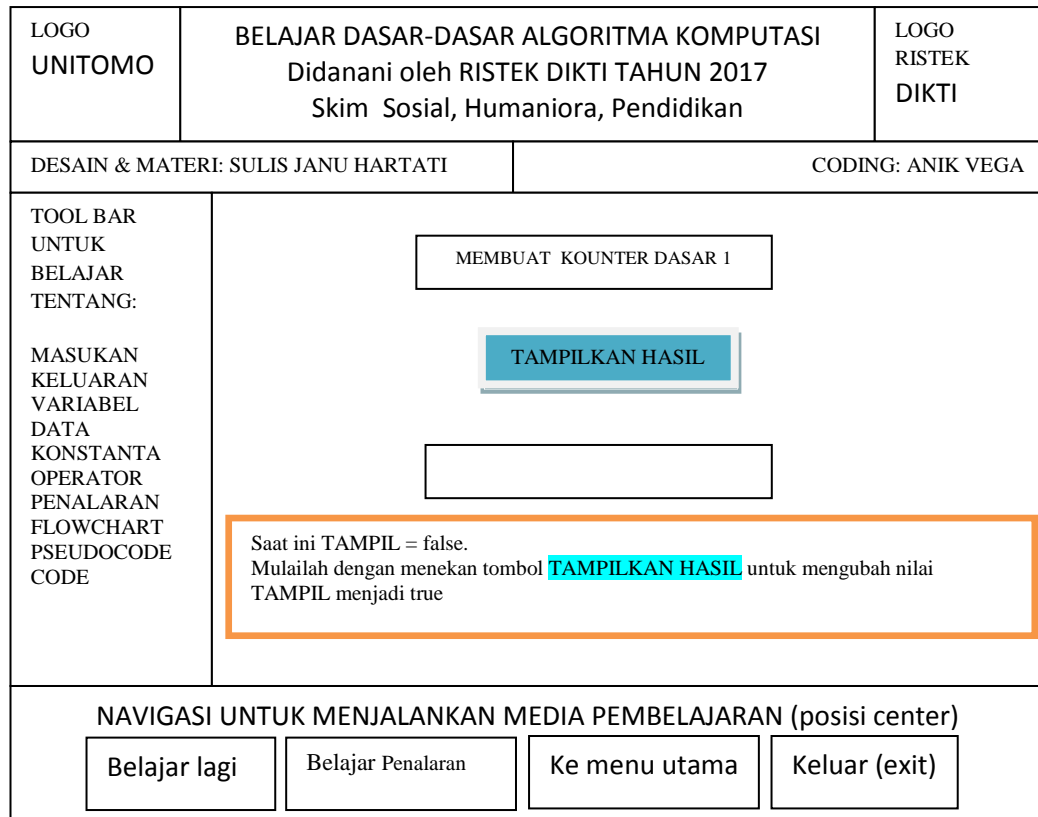 LOGO
UNITOMO
BELAJAR DASAR-DASAR ALGORITMA KOMPUTASI
Didanani oleh RISTEK DIKTI TAHUN 2017
Skim Sosial, Humaniora, Pendidikan
LOGO
RISTEK
DIKTI
DESAIN & MATERI: SULIS JANU HARTATI
CODING: ANIK VEGA
TOOL BAR
UNTUK
BELAJAR
TENTANG:
MASUKAN
KELUARAN
VARIABEL
DATA
KONSTANTA
OPERATOR
PENALARAN
FLOWCHART
PSEUDOCODE
CODE
MEMBUAT KOUNTER DASAR 1
TAMPILKAN HASIL
Saat ini TAMPIL = false.
Mulailah dengan menekan tombol TAMPILKAN HASIL untuk mengubah nilai
TAMPIL menjadi true
NAVIGASI UNTUK MENJALANKAN MEDIA PEMBELAJARAN (posisi center)
Belajar lagi
Belajar Penalaran
Ke menu utama
Keluar (exit)